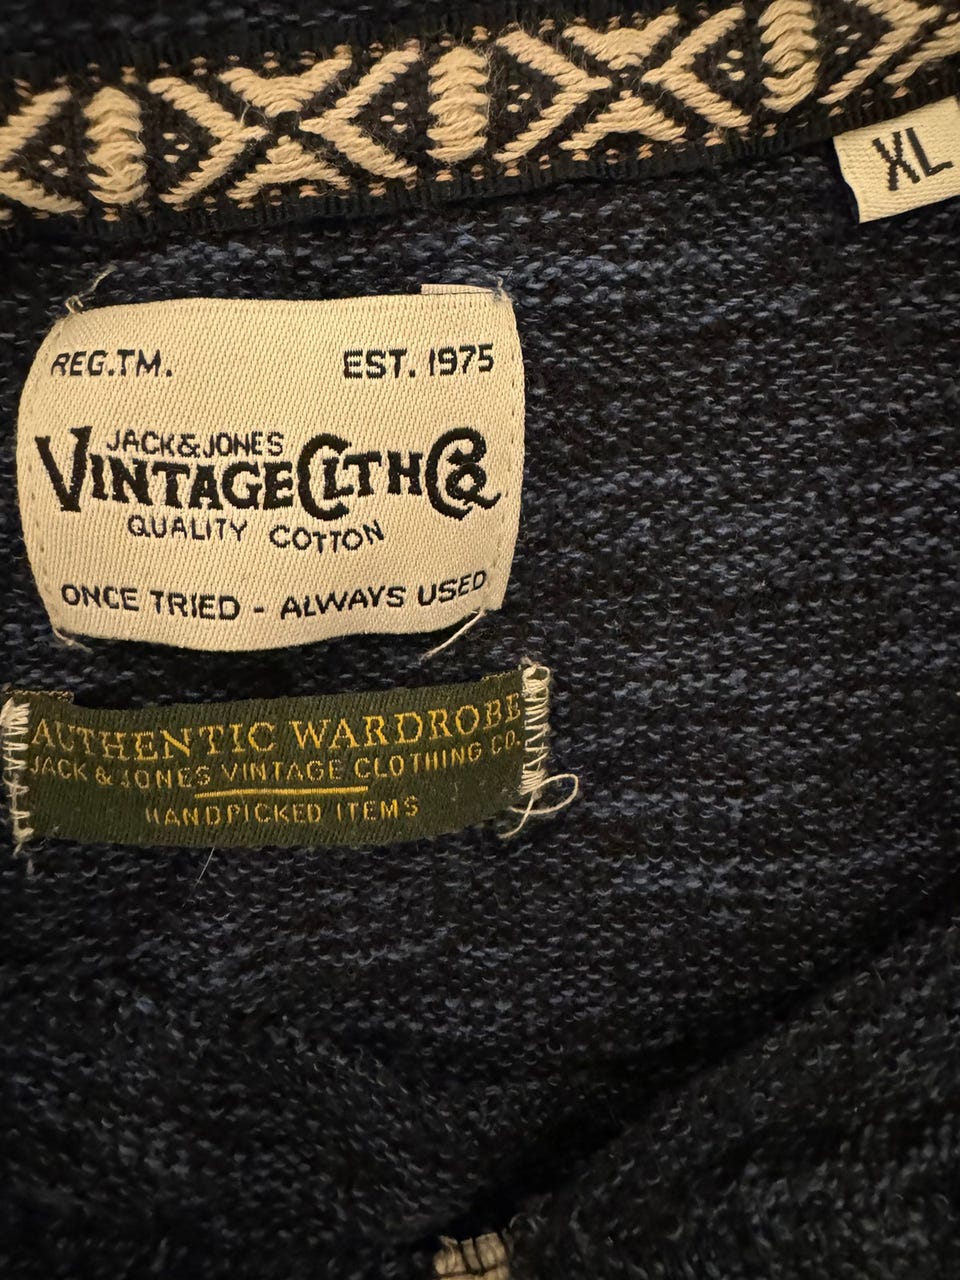 XL
REG.TM. EST. 1975
JACK&JONES
VINTAGE CLTH Co
QUALITY COTTON
ONCE TRIED - ALWAYS USED
AUTHENTIC WARDROBE
JACK & JONES VINTAGE CLOTHING CO.
HANDPICKED ITEMS